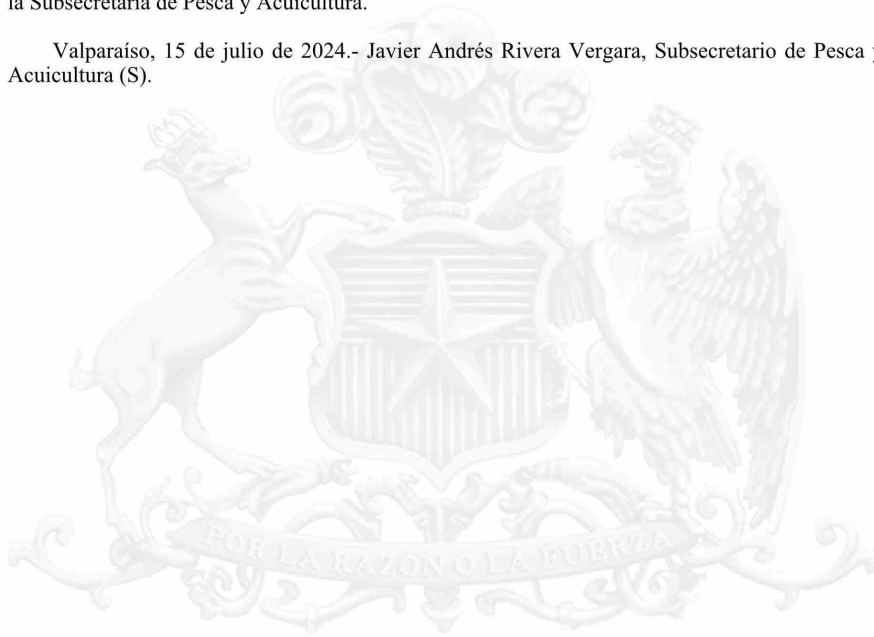 la Subsecretaría de Pesca y Acuicultura.
Valparaíso, 15 de julio de 2024.- Javier Andrés Rivera Vergara, Subsecretario de Pesca y
Acuicultura (S).
POR LA RAZÓN O LA FUERZA